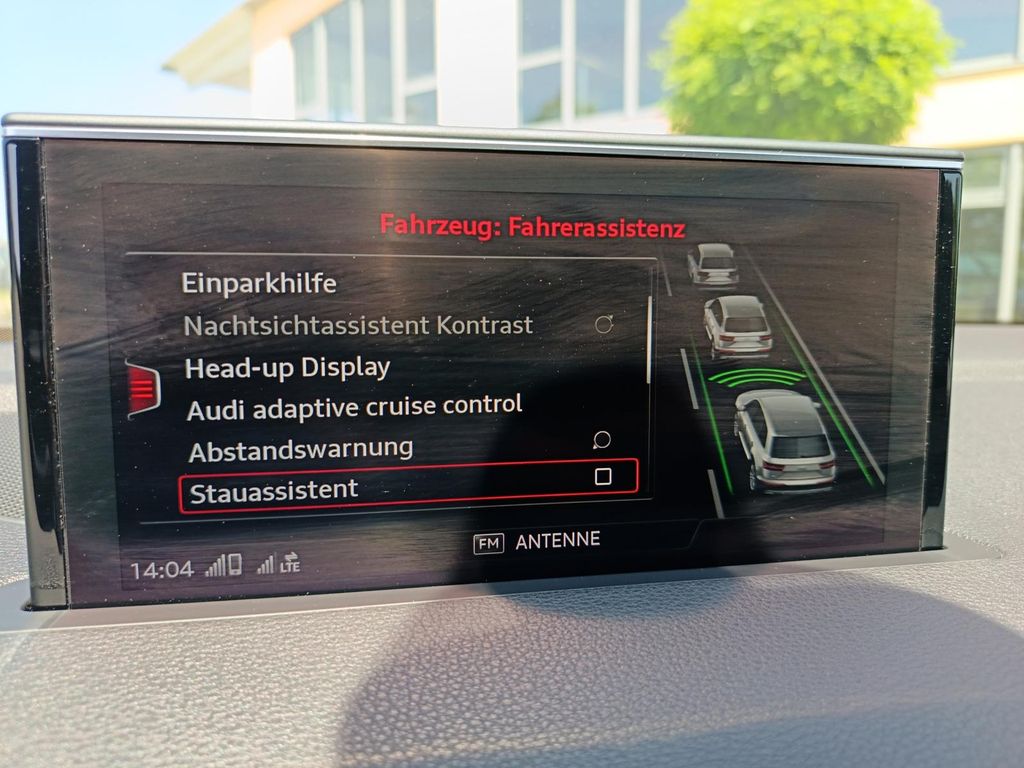 Fahrzeug: Fahrerassistenz
Einparkhilfe
Nachtsichtassistent Kontrast
Head-up Display
Audi adaptive cruise control
Abstandswarnung
Stauassistent
FM ANTENNE
14:04 LTE